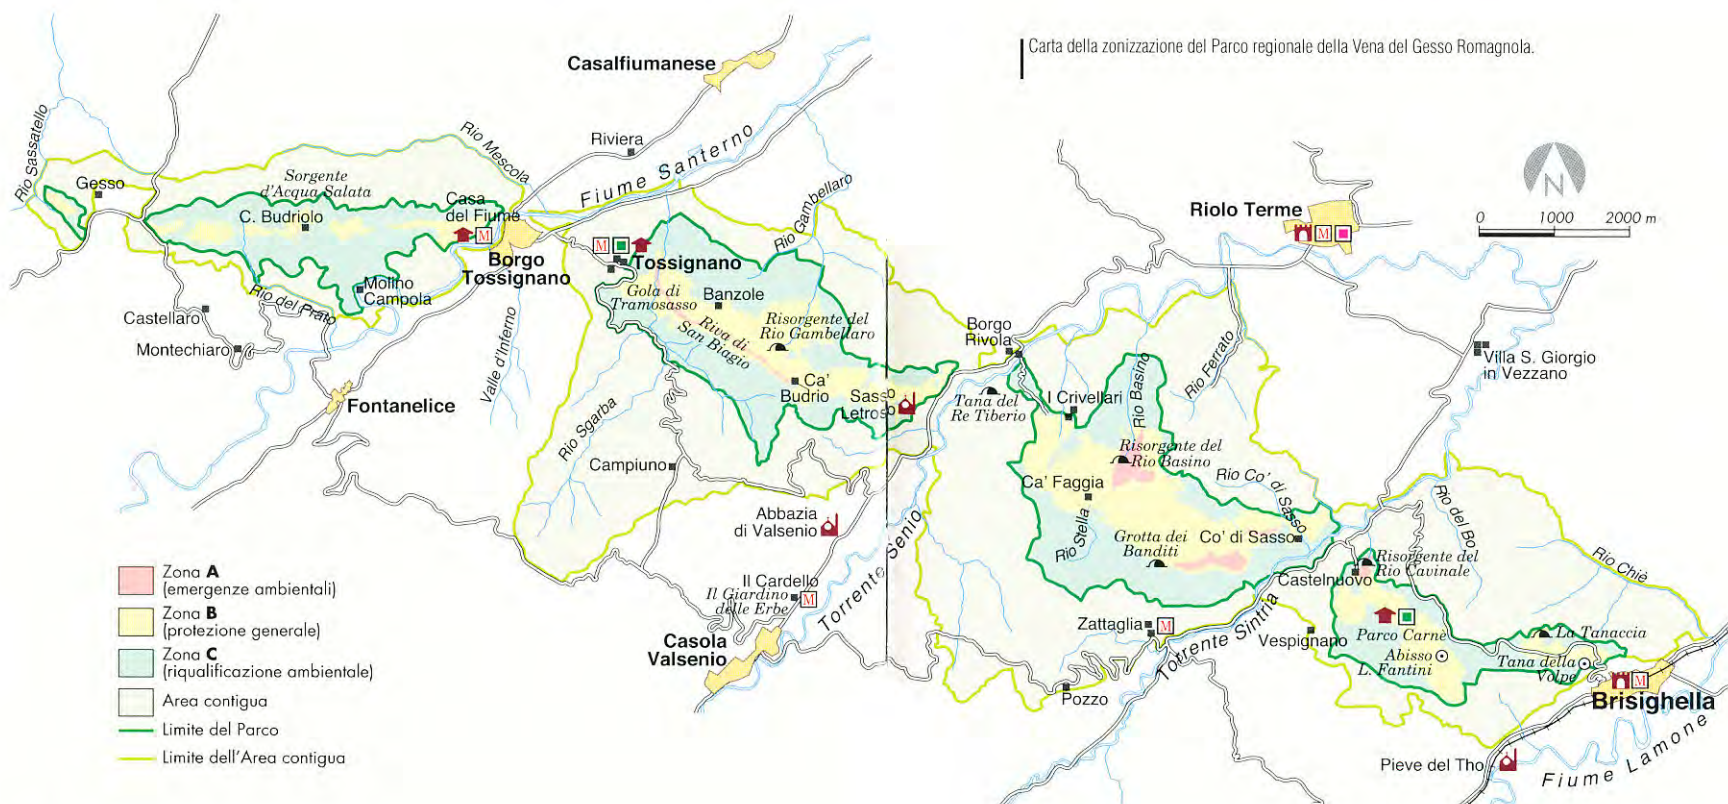 Carta della zonizzazione del Parco regionale della Vena del Gesso Romagnola.
Casalfiumanese
Riviera
Fiume Santerno
Rio Mescola
Rio Sassatello
Gesso
Sorgente
d'Acqua Salata
C. Budriolo
Casa
del Fiume
M
Borgo
Tossignano
M
Tossignano
Molino
Campola
Rio del Prato
Castellaro
Montechiaro
Fontanelice
Valle d'Inferno
Gola di
Tramosasso
Banzole
Riva di
San Biagio
Risorgente del
Rio Gambellaro
Rio Gambellaro
Ca'
Budrio
Sasso
Letroso
Rio Sgarba
Campiuno
Abbazia
di Valsenio
Il Cardello
Il Giardino
delle Erbe
M
Casola
Valsenio
Torrente Senio
N
0 1000 2000 m
Riolo Terme
M
Borgo
Rivola
Tana del
Re Tiberio
I Crivellari
Rio Basino
Rio Ferrato
Villa S. Giorgio
in Vezzano
Risorgente del
Rio Basino
Ca' Faggia
Rio Stella
Rio Co' di Sasso
Grotta dei
Banditi
Co' di Sasso
Rio del Bo
Risorgente del
Rio Cavinale
Castelnuovo
Rio Chiè
Zattaglia
M
Torrente Sintria
Vespignano
Parco Carnè
Abisso
L. Fantini
La Tanaccia
Tana della
Volpe
M
Brisighella
Pozzo
Pieve del Tho
Fiume Lamone
Zona A
(emergenze ambientali)
Zona B
(protezione generale)
Zona C
(riqualificazione ambientale)
Area contigua
Limite del Parco
Limite dell'Area contigua